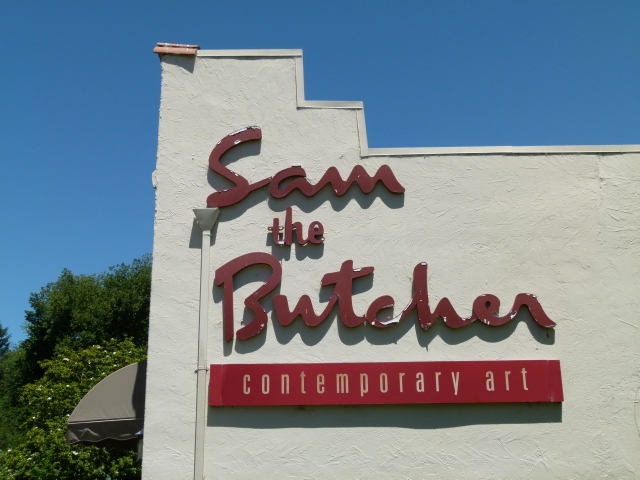 Sam
the
Butcher
contemporary art